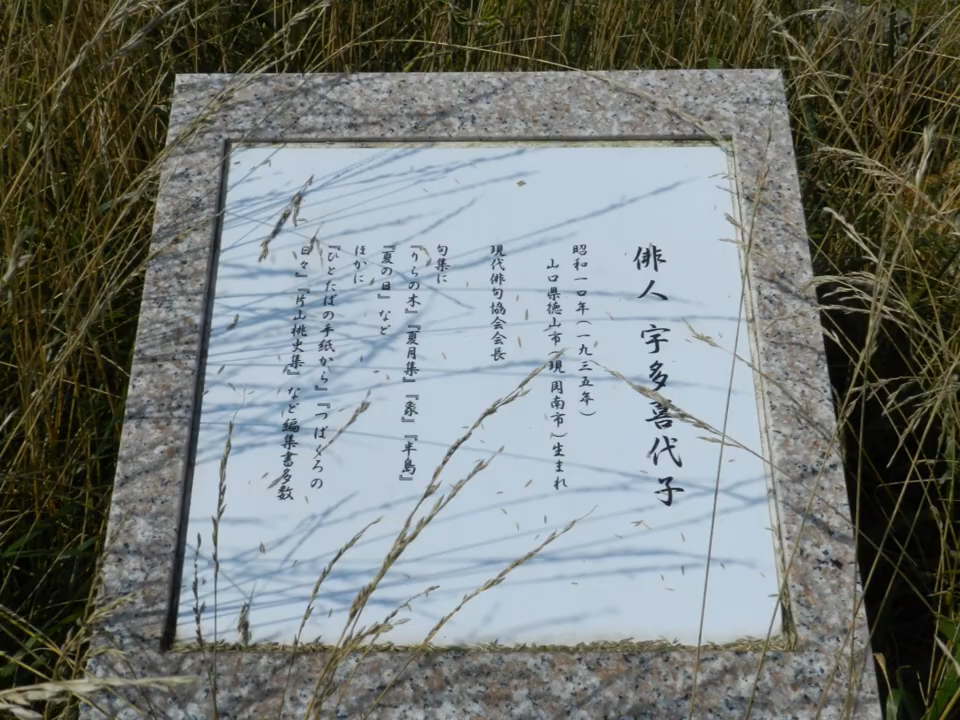 俳人 宇多喜代子
昭和一〇年（一九三五年）
山口県徳山市（現 周南市）生まれ
現代俳句協会会長
句集に
『りらの木』『夏月集』『象』『半島』
『夏の日』など
ほかに
『ひとたばの手紙から』『つばくろの
日々』『片山桃史集』など編集書多数